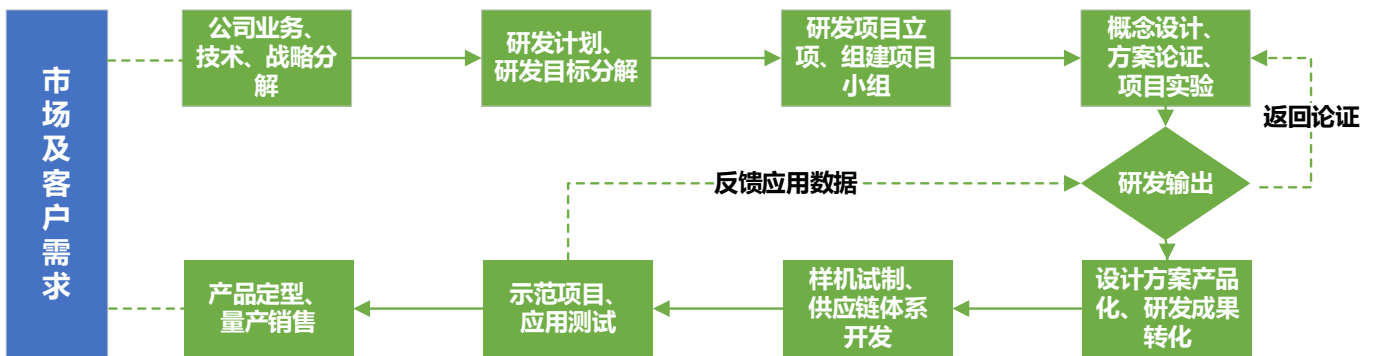 市场及客户需求
公司业务、
技术、战略分
解
研发计划、
研发目标分解
研发项目立
项、组建项目
小组
概念设计、
方案论证、
项目实验
返回论证
反馈应用数据
研发输出
产品定型、
量产销售
示范项目、
应用测试
样机试制、
供应链体系
开发
设计方案产品
化、研发成果
转化